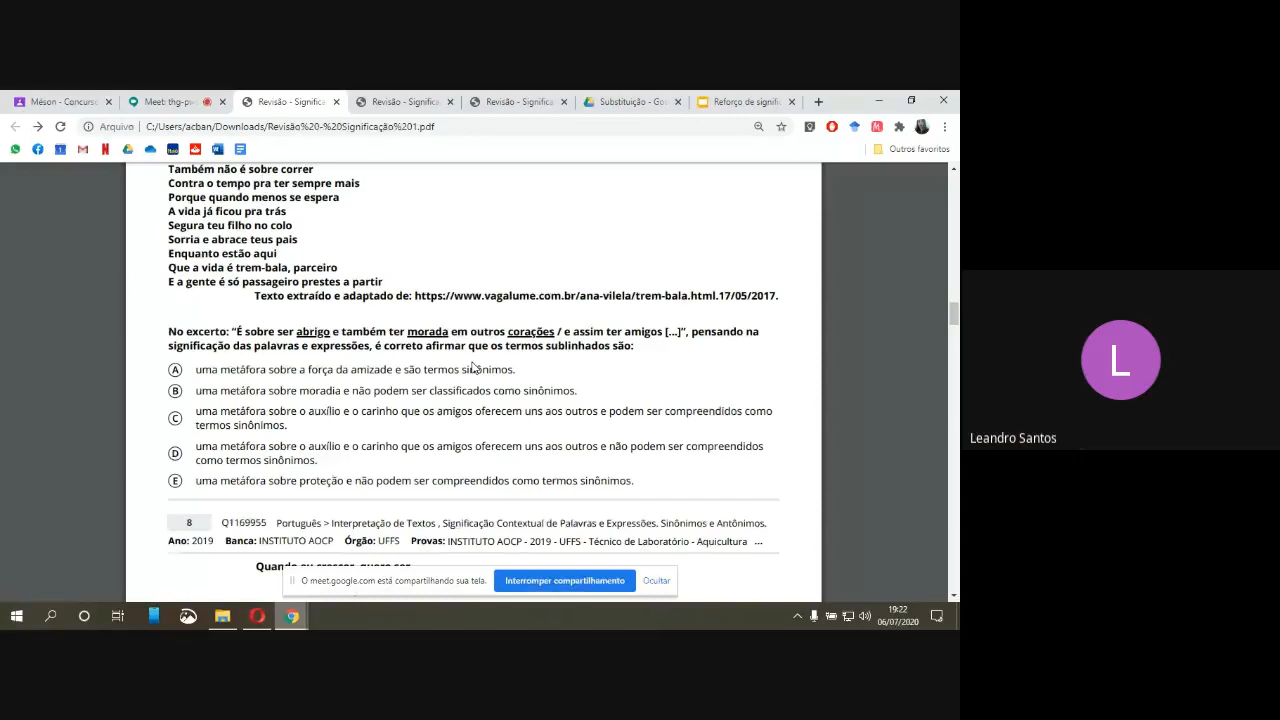 Méson - Concurso
Meet: thg-pw
Revisão - Significa
Revisão - Significa
Revisão - Significa
Substituição - Goo
Reforço de signifi
Arquivo
C:/Users/acban/Downloads/Revisão%20-%20Significação%201.pdf
Outros favoritos
Também não é sobre correr
Contra o tempo pra ter sempre mais
Porque quando menos se espera
A vida já ficou pra trás
Segura teu filho no colo
Sorria e abrace teus pais
Enquanto estão aqui
Que a vida é trem-bala, parceiro
E a gente é só passageiro prestes a partir
Texto extraído e adaptado de: https://www.vagalume.com.br/ana-vilela/trem-bala.html.17/05/2017.
No excerto: “É sobre ser abrigo e também ter morada em outros corações / e assim ter amigos [...]”, pensando na
significação das palavras e expressões, é correto afirmar que os termos sublinhados são:
A uma metáfora sobre a força da amizade e são termos sinônimos.
B uma metáfora sobre moradia e não podem ser classificados como sinônimos.
C uma metáfora sobre o auxílio e o carinho que os amigos oferecem uns aos outros e podem ser compreendidos como
termos sinônimos.
D uma metáfora sobre o auxílio e o carinho que os amigos oferecem uns aos outros e não podem ser compreendidos
como termos sinônimos.
E uma metáfora sobre proteção e não podem ser compreendidos como termos sinônimos.
8 Q1169955 Português > Interpretação de Textos , Significação Contextual de Palavras e Expressões. Sinônimos e Antônimos.
Ano: 2019 Banca: INSTITUTO AOCP Órgão: UFFS Provas: INSTITUTO AOCP - 2019 - UFFS - Técnico de Laboratório - Aquicultura ...
Quando eu crescer, quero ser
O meet.google.com está compartilhando sua tela.
Interromper compartilhamento
Ocultar
19:22
06/07/2020
L
Leandro Santos